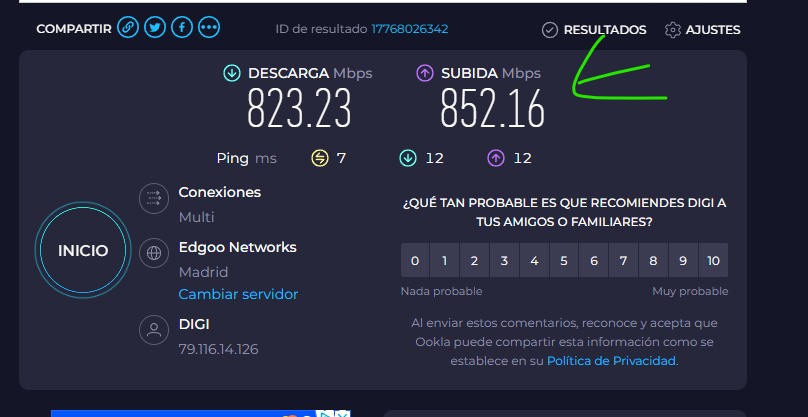 COMPARTIR
ID de resultado 17768026342
RESULTADOS
AJUSTES
DESCARGA Mbps
823.23
SUBIDA Mbps
852.16
Ping ms
7
12
12
Conexiones
Multi
Edgoo Networks
Madrid
Cambiar servidor
DIGI
79.116.14.126
INICIO
¿QUÉ TAN PROBABLE ES QUE RECOMIENDES DIGI A
TUS AMIGOS O FAMILIARES?
0 1 2 3 4 5 6 7 8 9 10
Nada probable
Muy probable
Al enviar estos comentarios, reconoce y acepta que
Ookla puede compartir esta información como se
establece en su Política de Privacidad.